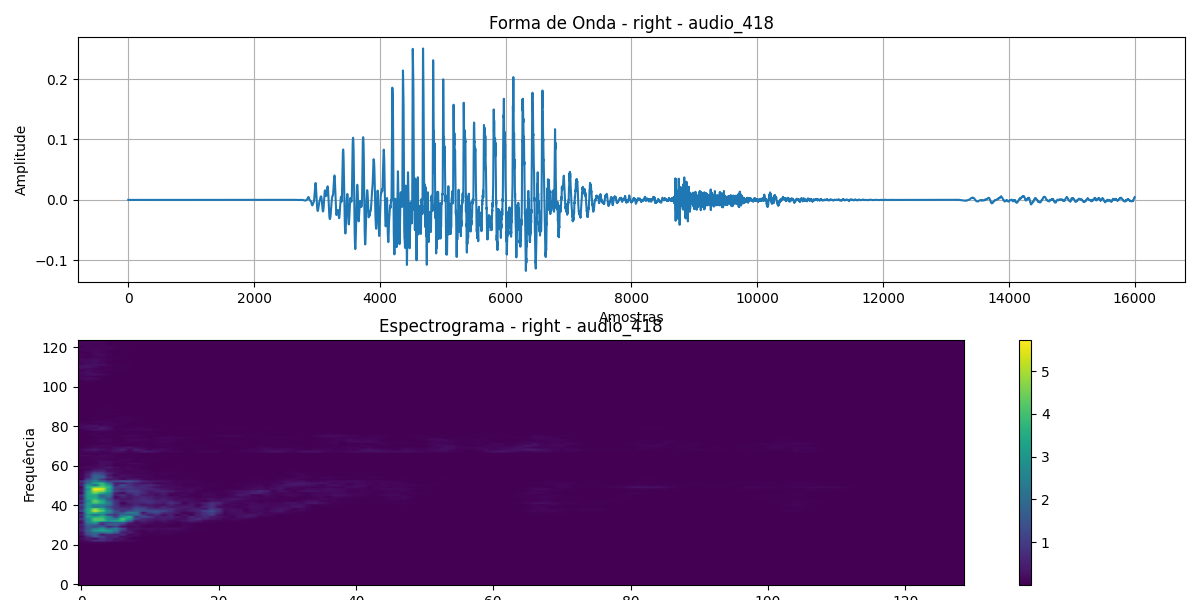 Forma de Onda - right - audio_418
Amplitude
0.2
0.1
0.0
−0.1
0 2000 4000 6000 8000 10000 12000 14000 16000
Amostras
Espectrograma - right - audio_418
Frequência
120
100
80
60
40
20
0
0 20 40 60 80 100 120
5
4
3
2
1